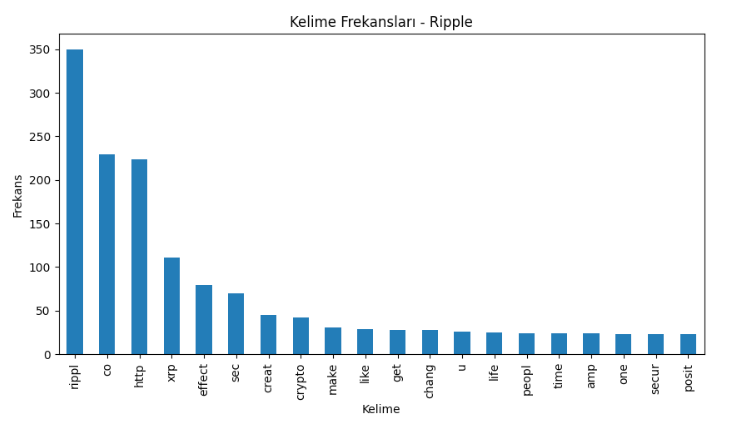 Kelime Frekansları - Ripple
Frekans
350
300
250
200
150
100
50
0
rippl
co
http
xrp
effect
sec
creat
crypto
make
like
get
chang
u
life
peopl
time
amp
one
secur
posit
Kelime